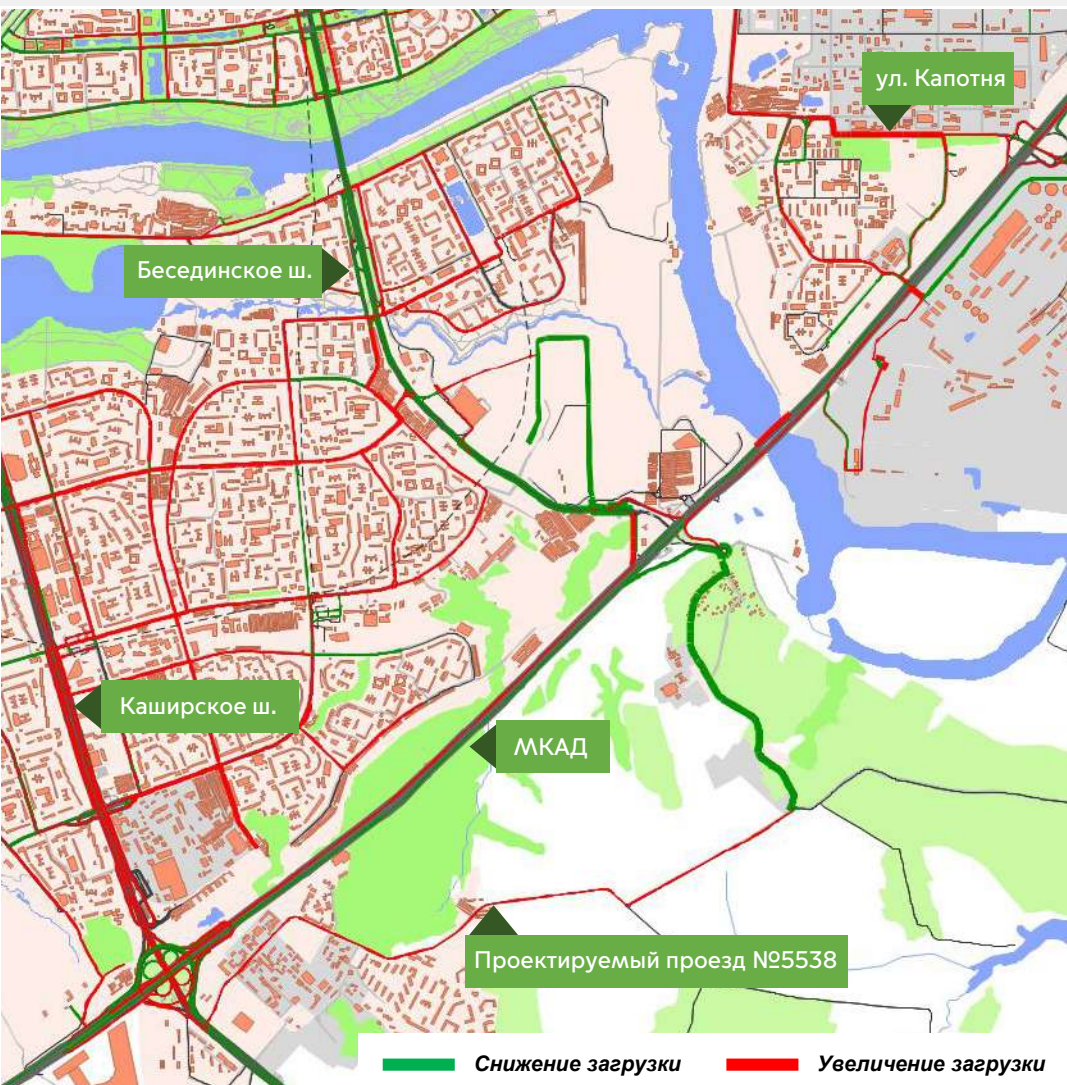 ул. Капотня
Бесединское ш.
Каширское ш.
МКАД
Проектируемый проезд №5538
Снижение загрузки
Увеличение загрузки